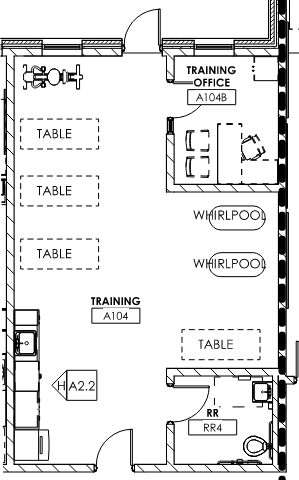 TRAINING
OFFICE
A104B
TABLE
TABLE
WHIRLPOOL
TABLE
WHIRLPOOL
TRAINING
A104
TABLE
H A2.2
RR
RR4